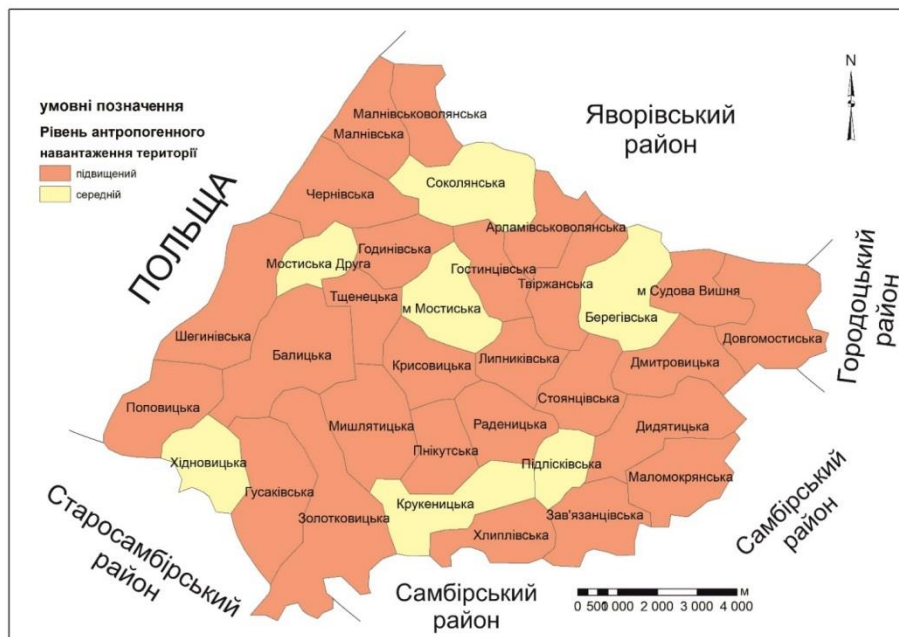 умовні позначення
Рівень антропогенного
навантаження території
підвищений
середній
N
ПОЛЬЩА
Яворівський
район
Городоцький
район
Самбірський
район
Самбірський
район
Старосамбірський
район
Малнівськоволянська
Малнівська
Чернівська
Соколянська
Арламівськоволянська
Годинівська
Мостиська Друга
Гостинцівська
Тщенецька
Твіржанська
м Судова Вишня
м Мостиська
Берегівська
Шегинівська
Довгомостиська
Балицька
Крисовицька
Липниківська
Дмитровицька
Стоянцівська
Поповицька
Мишлятицька
Раденицька
Дидятицька
Пнікутська
Хідновицька
Підлісківська
Маломокрянська
Гусаківська
Крукеницька
Золотковицька
Зав'язанцівська
Хлиплівська
м
0 500 1 000 2 000 3 000 4 000